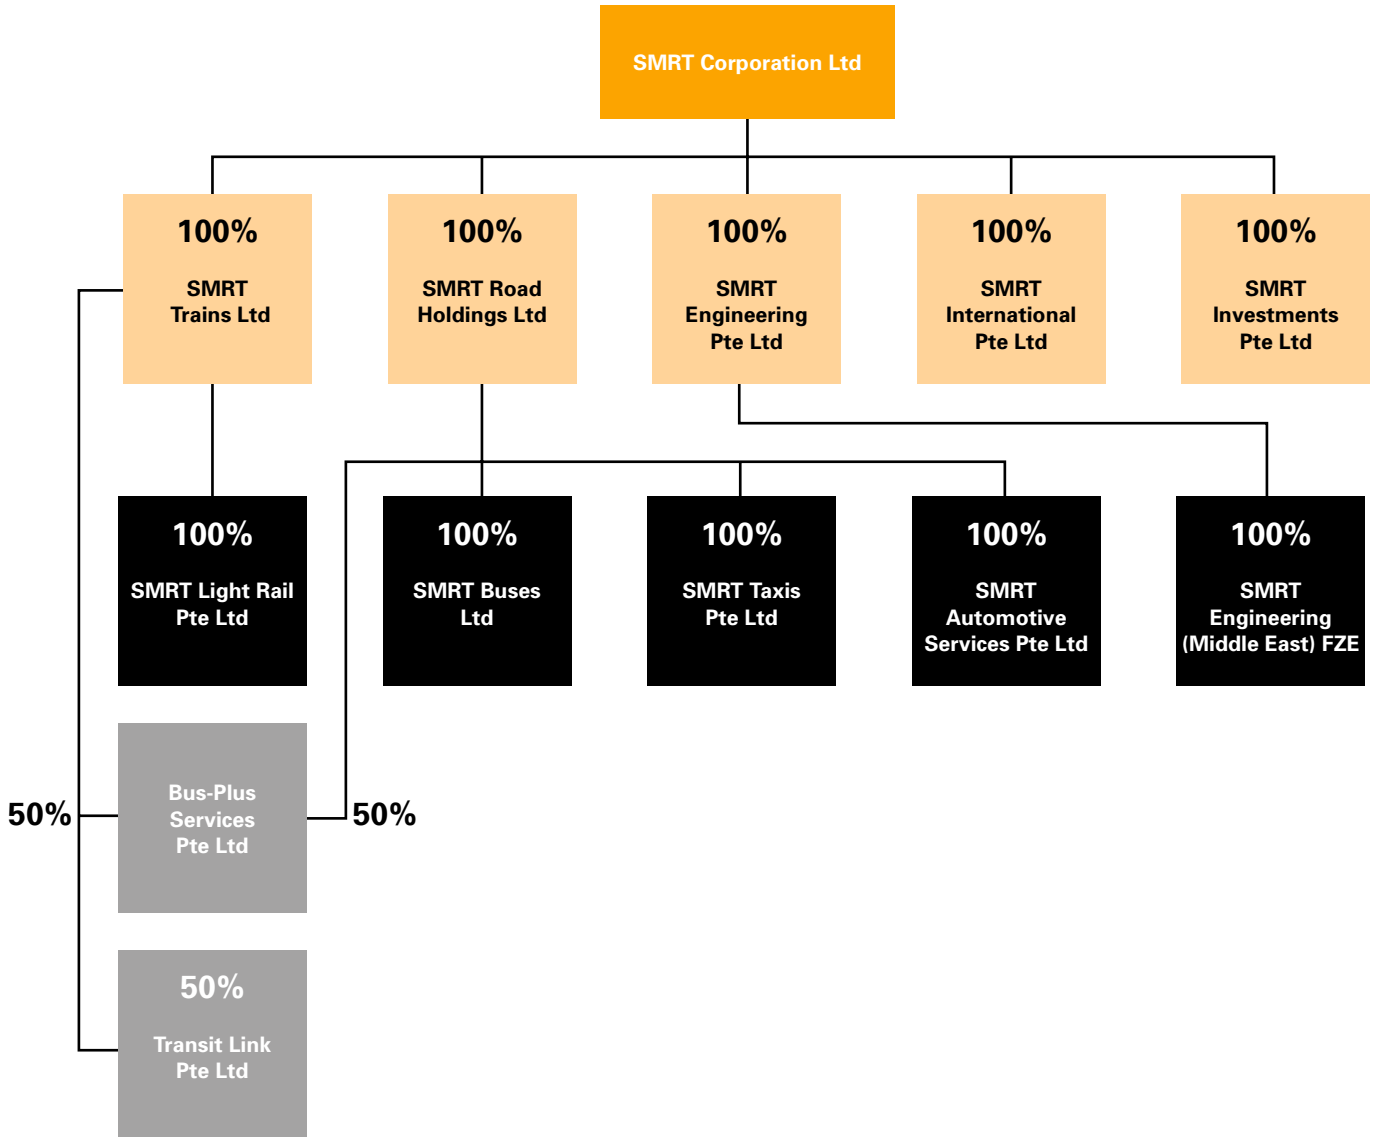 SMRT Corporation Ltd
100%
SMRT
Trains Ltd
100%
SMRT Road
Holdings Ltd
100%
SMRT
Engineering
Pte Ltd
100%
SMRT
International
Pte Ltd
100%
SMRT
Investments
Pte Ltd
100%
SMRT Light Rail
Pte Ltd
100%
SMRT Buses
Ltd
100%
SMRT Taxis
Pte Ltd
100%
SMRT
Automotive
Services Pte Ltd
100%
SMRT
Engineering
(Middle East) FZE
50%
Bus-Plus
Services
Pte Ltd
50%
50%
Transit Link
Pte Ltd